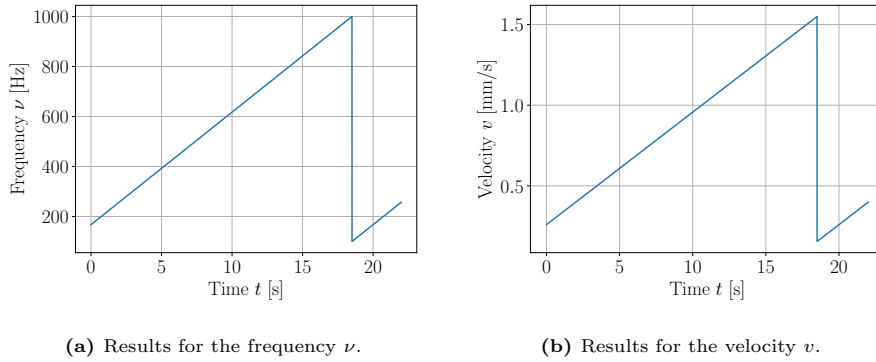 1000
800
600
400
200
Frequency ν [Hz]
0 5 10 15 20
Time t [s]
(a) Results for the frequency ν.
1.5
1.0
0.5
Velocity v [mm/s]
0 5 10 15 20
Time t [s]
(b) Results for the velocity v.